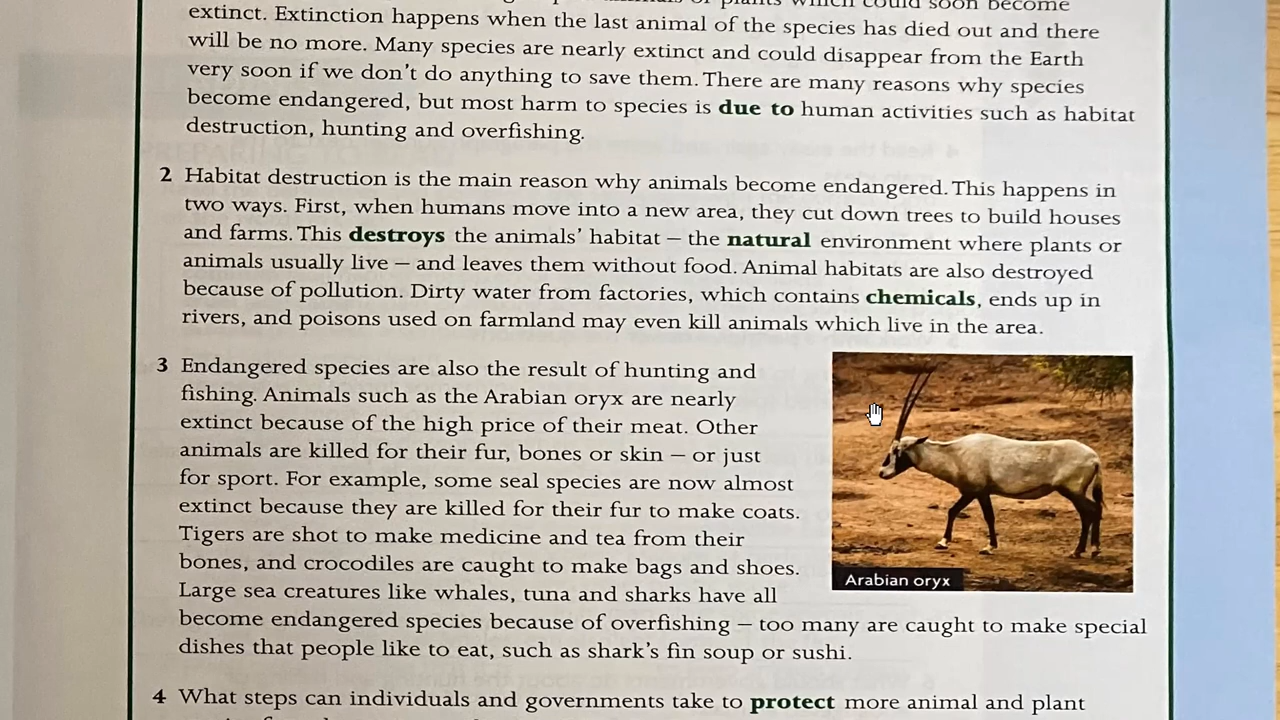 which could soon become
extinct. Extinction happens when the last animal of the species has died out and there
will be no more. Many species are nearly extinct and could disappear from the Earth
very soon if we don't do anything to save them. There are many reasons why species
become endangered, but most harm to species is due to human activities such as habitat
destruction, hunting and overfishing.
2 Habitat destruction is the main reason why animals become endangered. This happens in
two ways. First, when humans move into a new area, they cut down trees to build houses
and farms. This destroys the animals' habitat – the natural environment where plants or
animals usually live – and leaves them without food. Animal habitats are also destroyed
because of pollution. Dirty water from factories, which contains chemicals, ends up in
rivers, and poisons used on farmland may even kill animals which live in the area.
3 Endangered species are also the result of hunting and
fishing. Animals such as the Arabian oryx are nearly
extinct because of the high price of their meat. Other
animals are killed for their fur, bones or skin – or just
for sport. For example, some seal species are now almost
extinct because they are killed for their fur to make coats.
Tigers are shot to make medicine and tea from their
bones, and crocodiles are caught to make bags and shoes.
Large sea creatures like whales, tuna and sharks have all
become endangered species because of overfishing – too many are caught to make special
dishes that people like to eat, such as shark's fin soup or sushi.
Arabian oryx
4 What steps can individuals and governments take to protect more animal and plant